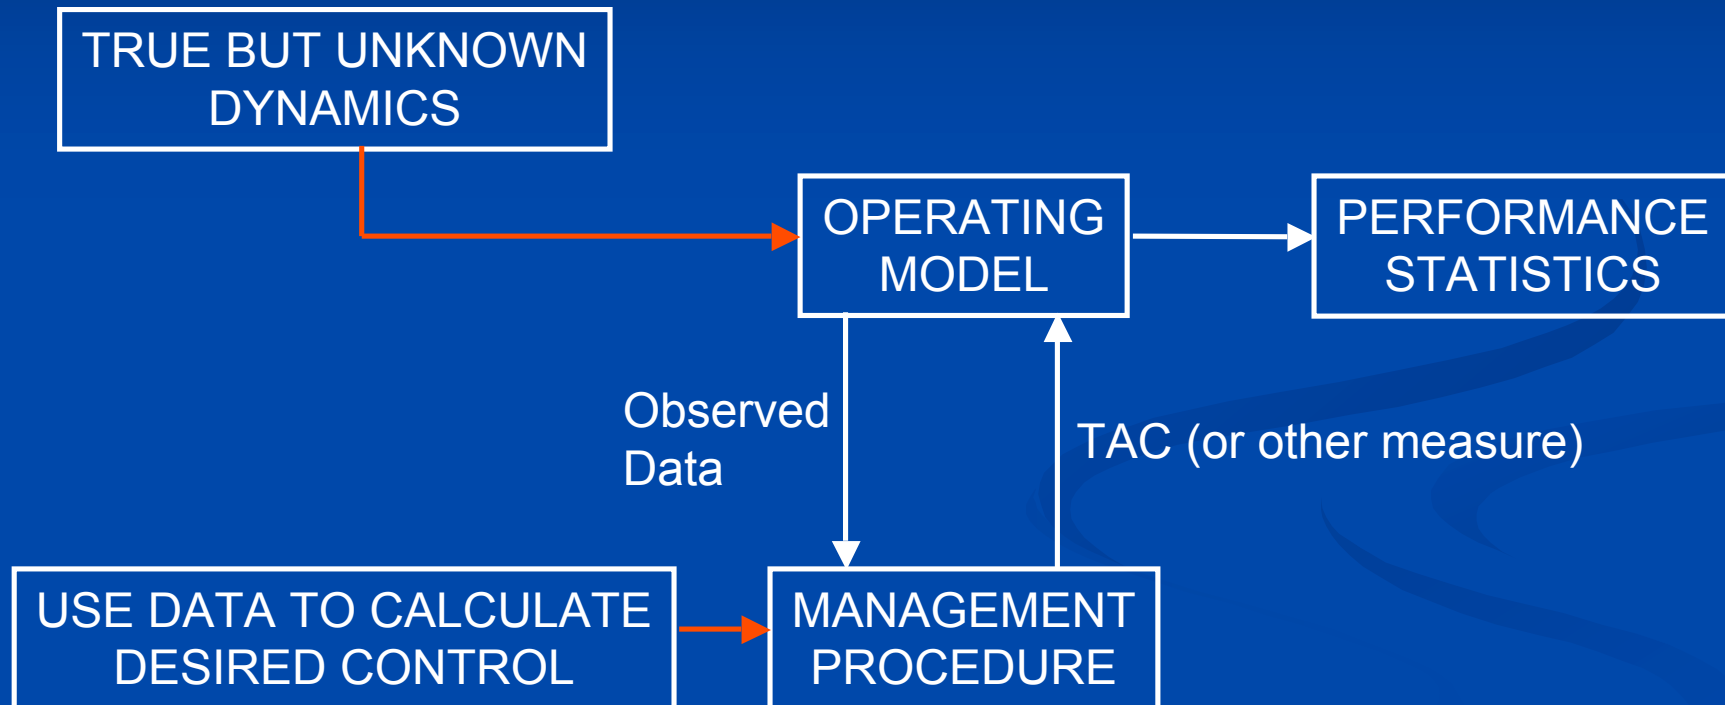 TRUE BUT UNKNOWN
DYNAMICS
OPERATING
MODEL
PERFORMANCE
STATISTICS
Observed
Data
TAC (or other measure)
USE DATA TO CALCULATE
DESIRED CONTROL
MANAGEMENT
PROCEDURE